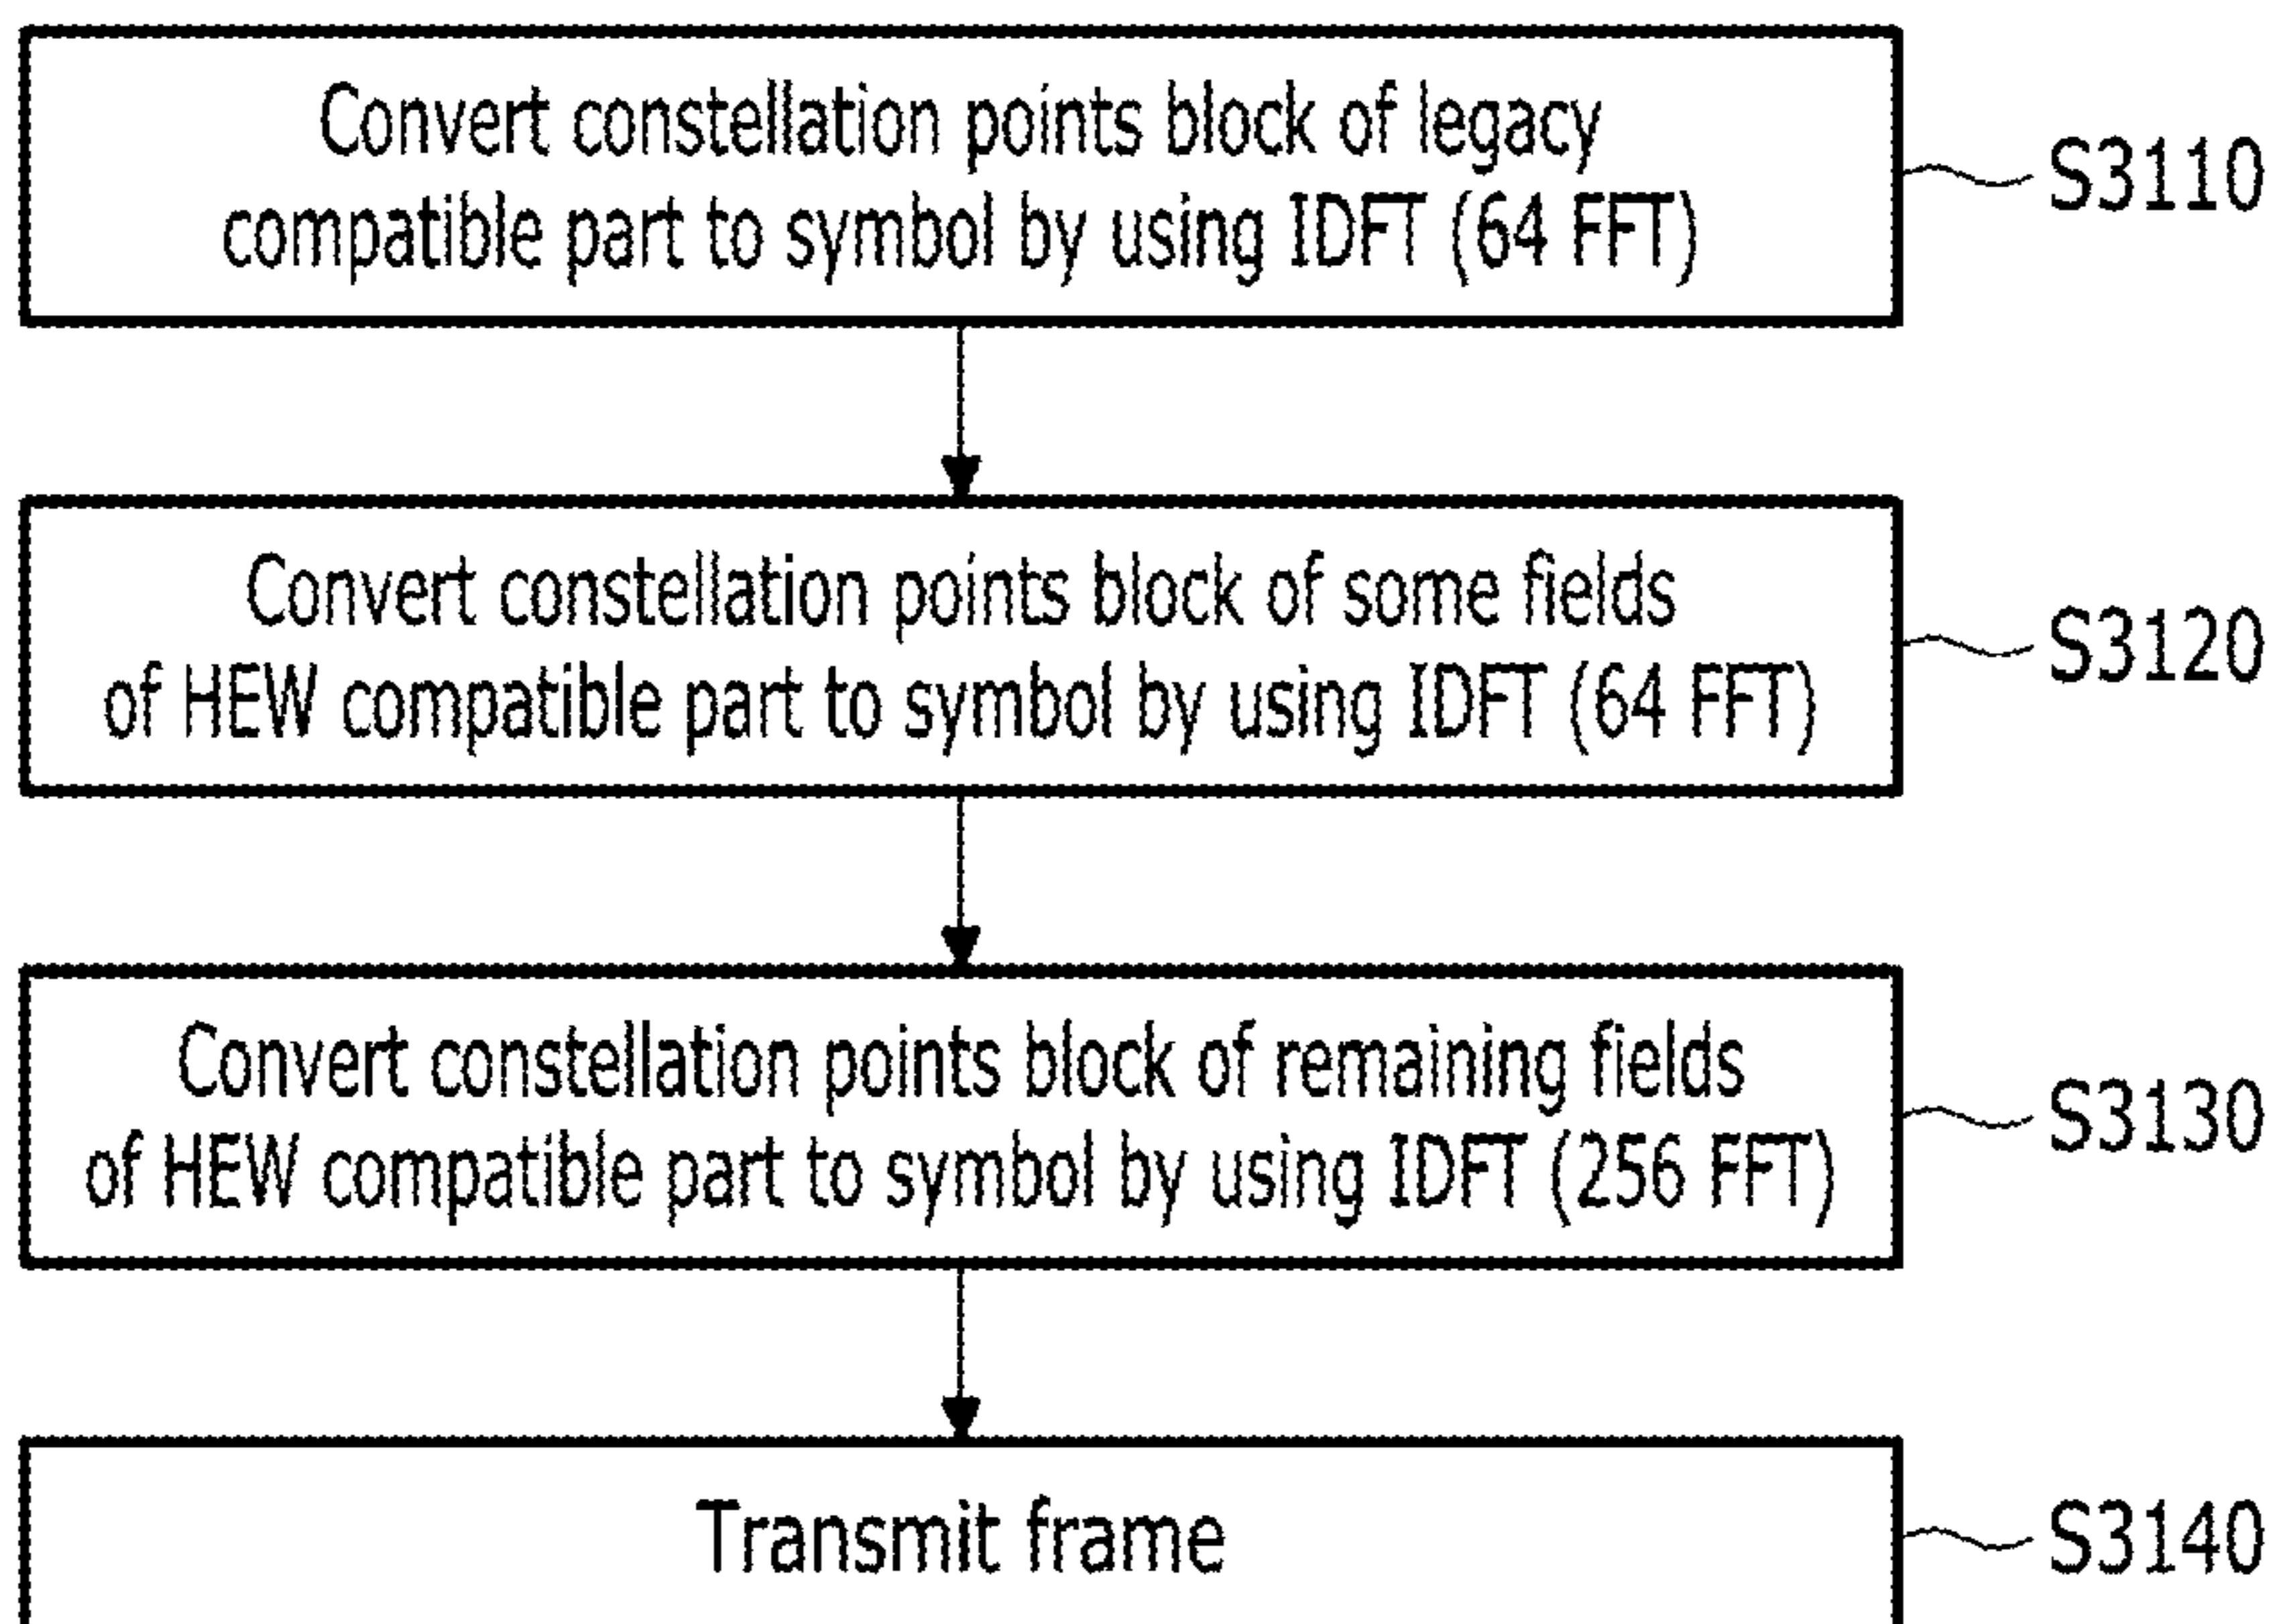 Convert constellation points block of legacy
compatible part to symbol by using IDFT (64 FFT)
S3110
Convert constellation points block of some fields
of HEW compatible part to symbol by using IDFT (64 FFT)
S3120
Convert constellation points block of remaining fields
of HEW compatible part to symbol by using IDFT (256 FFT)
S3130
Transmit frame
S3140